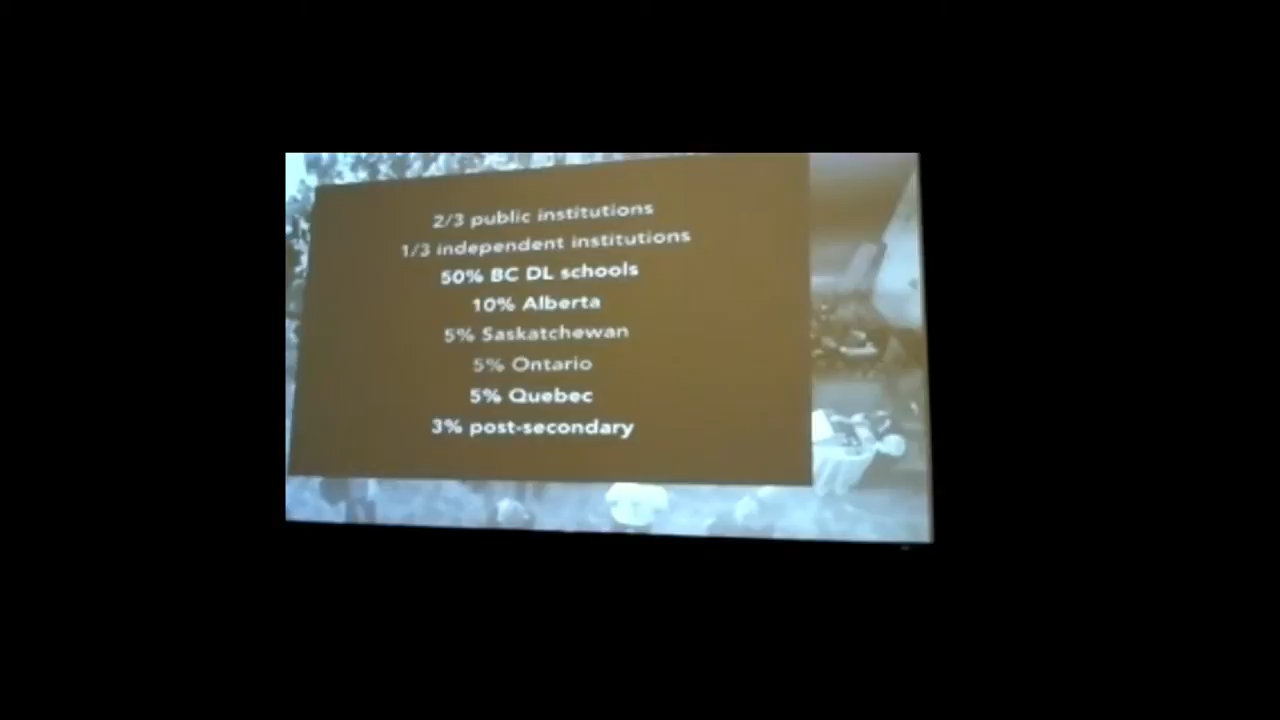 2/3 public institutions
1/3 independent institutions
50% BC DL schools
10% Alberta
5% Saskatchewan
5% Ontario
5% Quebec
3% post-secondary